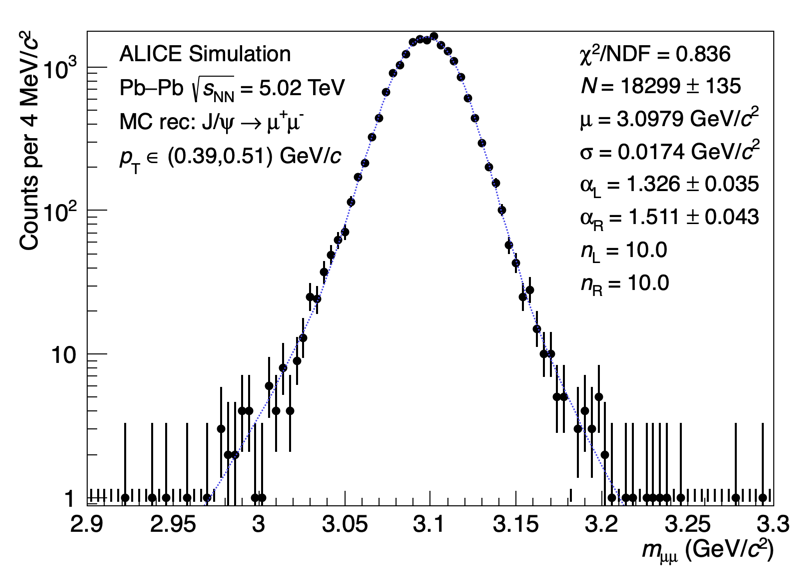 ALICE Simulation
Pb–Pb √sNN = 5.02 TeV
MC rec: J/ψ → μ⁺μ⁻
pT ∈ (0.39,0.51) GeV/c
χ²/NDF = 0.836
N = 18299 ± 135
μ = 3.0979 GeV/c²
σ = 0.0174 GeV/c²
αL = 1.326 ± 0.035
αR = 1.511 ± 0.043
nL = 10.0
nR = 10.0
Counts per 4 MeV/c²
10³
10²
10
1
2.9 2.95 3 3.05 3.1 3.15 3.2 3.25 3.3
mμμ (GeV/c²)